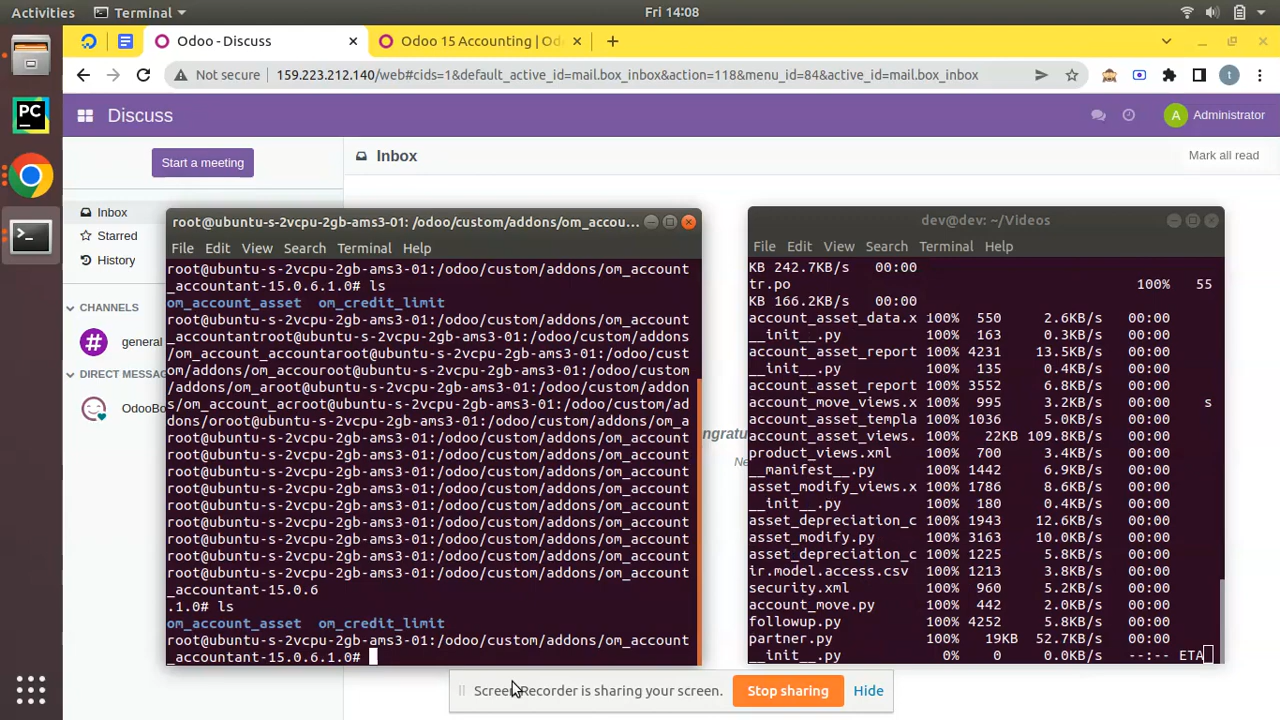 Activities
Terminal
Fri 14:08
Odoo - Discuss
Odoo 15 Accounting | Od
Not secure
159.223.212.140/web#cids=1&default_active_id=mail.box_inbox&action=118&menu_id=84&active_id=mail.box_inbox
t
PC
Discuss
A
Administrator
Start a meeting
Inbox
Mark all read
Inbox
Starred
History
CHANNELS
general
DIRECT MESSAG
OdooBo
ngratu
Ne
root@ubuntu-s-2vcpu-2gb-ams3-01: /odoo/custom/addons/om_accou...
File Edit View Search Terminal Help
root@ubuntu-s-2vcpu-2gb-ams3-01:/odoo/custom/addons/om_account
_accountant-15.0.6.1.0# ls
om_account_asset om_credit_limit
root@ubuntu-s-2vcpu-2gb-ams3-01:/odoo/custom/addons/om_account
_accountantroot@ubuntu-s-2vcpu-2gb-ams3-01:/odoo/custom/addons
/om_account_accountaroot@ubuntu-s-2vcpu-2gb-ams3-01:/odoo/cust
om/addons/om_accouroot@ubuntu-s-2vcpu-2gb-ams3-01:/odoo/custom
/addons/om_aroot@ubuntu-s-2vcpu-2gb-ams3-01:/odoo/custom/addon
s/om_account_acroot@ubuntu-s-2vcpu-2gb-ams3-01:/odoo/custom/ad
dons/oroot@ubuntu-s-2vcpu-2gb-ams3-01:/odoo/custom/addons/om_a
root@ubuntu-s-2vcpu-2gb-ams3-01:/odoo/custom/addons/om_account
root@ubuntu-s-2vcpu-2gb-ams3-01:/odoo/custom/addons/om_account
root@ubuntu-s-2vcpu-2gb-ams3-01:/odoo/custom/addons/om_account
root@ubuntu-s-2vcpu-2gb-ams3-01:/odoo/custom/addons/om_account
root@ubuntu-s-2vcpu-2gb-ams3-01:/odoo/custom/addons/om_account
root@ubuntu-s-2vcpu-2gb-ams3-01:/odoo/custom/addons/om_account
root@ubuntu-s-2vcpu-2gb-ams3-01:/odoo/custom/addons/om_account
root@ubuntu-s-2vcpu-2gb-ams3-01:/odoo/custom/addons/om_account
root@ubuntu-s-2vcpu-2gb-ams3-01:/odoo/custom/addons/om_account
_accountant-15.0.6
.1.0# ls
om_account_asset om_credit_limit
root@ubuntu-s-2vcpu-2gb-ams3-01:/odoo/custom/addons/om_account
_accountant-15.0.6.1.0#
dev@dev: ~/Videos
File Edit View Search Terminal Help
KB 242.7KB/s 00:00
tr.po 100% 55
KB 166.2KB/s 00:00
account_asset_data.x 100% 550 2.6KB/s 00:00
__init__.py 100% 163 0.3KB/s 00:00
account_asset_report 100% 4231 13.5KB/s 00:00
__init__.py 100% 135 0.4KB/s 00:00
account_asset_report 100% 3552 6.8KB/s 00:00
account_move_views.x 100% 995 3.2KB/s 00:00 s
account_asset_templa 100% 1036 5.0KB/s 00:00
account_asset_views. 100% 22KB 109.8KB/s 00:00
product_views.xml 100% 700 3.4KB/s 00:00
__manifest__.py 100% 1442 6.9KB/s 00:00
asset_modify_views.x 100% 1786 8.6KB/s 00:00
__init__.py 100% 180 0.4KB/s 00:00
asset_depreciation_c 100% 1943 12.6KB/s 00:00
asset_modify.py 100% 3163 10.0KB/s 00:00
asset_depreciation_c 100% 1225 5.8KB/s 00:00
ir.model.access.csv 100% 1213 3.8KB/s 00:00
security.xml 100% 960 5.2KB/s 00:00
account_move.py 100% 442 2.0KB/s 00:00
followup.py 100% 4252 5.8KB/s 00:00
partner.py 100% 19KB 52.7KB/s 00:00
__init__.py 0% 0 0.0KB/s --:-- ETA
Screen Recorder is sharing your screen.
Stop sharing
Hide